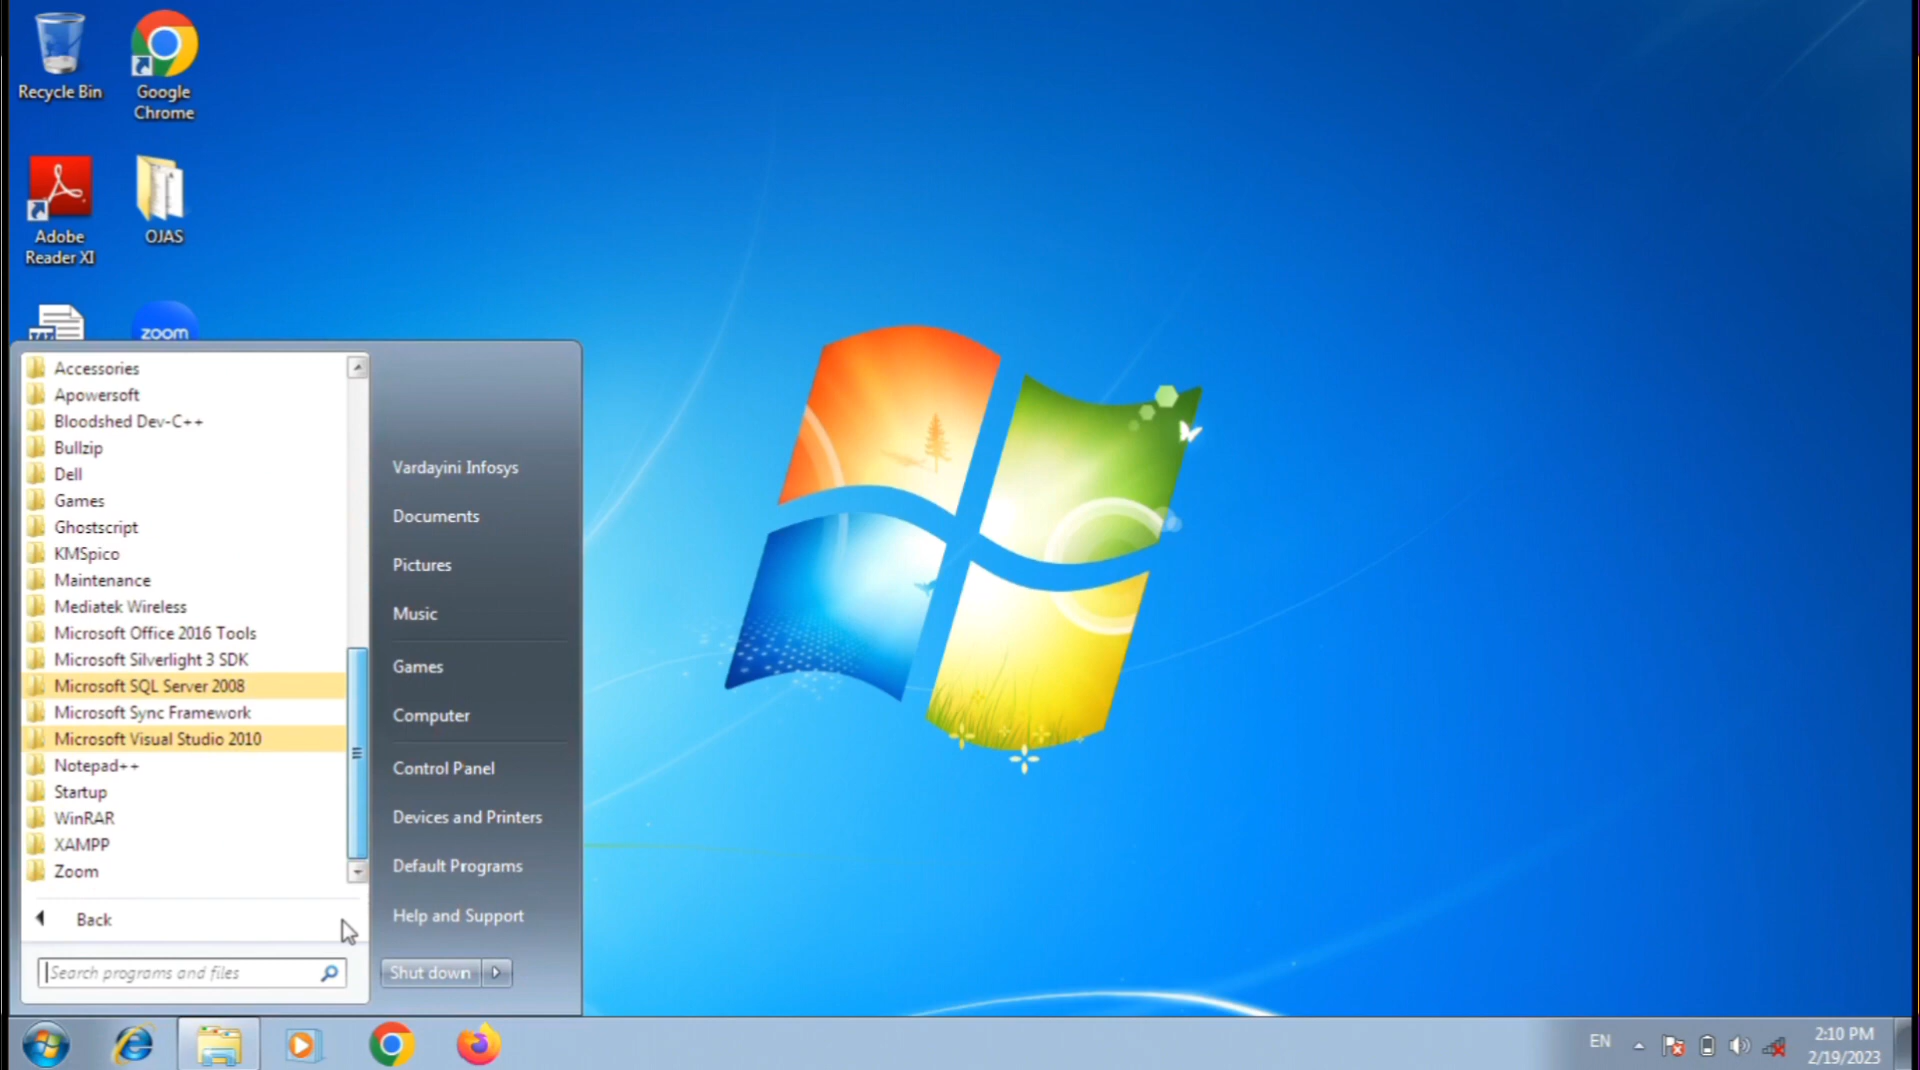 Recycle Bin
Google
Chrome
Adobe
Reader XI
OJAS
zoom
Accessories
Apowersoft
Bloodshed Dev-C++
Bullzip
Dell
Games
Ghostscript
KMSpico
Maintenance
Mediatek Wireless
Microsoft Office 2016 Tools
Microsoft Silverlight 3 SDK
Microsoft SQL Server 2008
Microsoft Sync Framework
Microsoft Visual Studio 2010
Notepad++
Startup
WinRAR
XAMPP
Zoom
Back
Search programs and files
Vardayini Infosys
Documents
Pictures
Music
Games
Computer
Control Panel
Devices and Printers
Default Programs
Help and Support
Shut down
EN
2:10 PM
2/19/2023